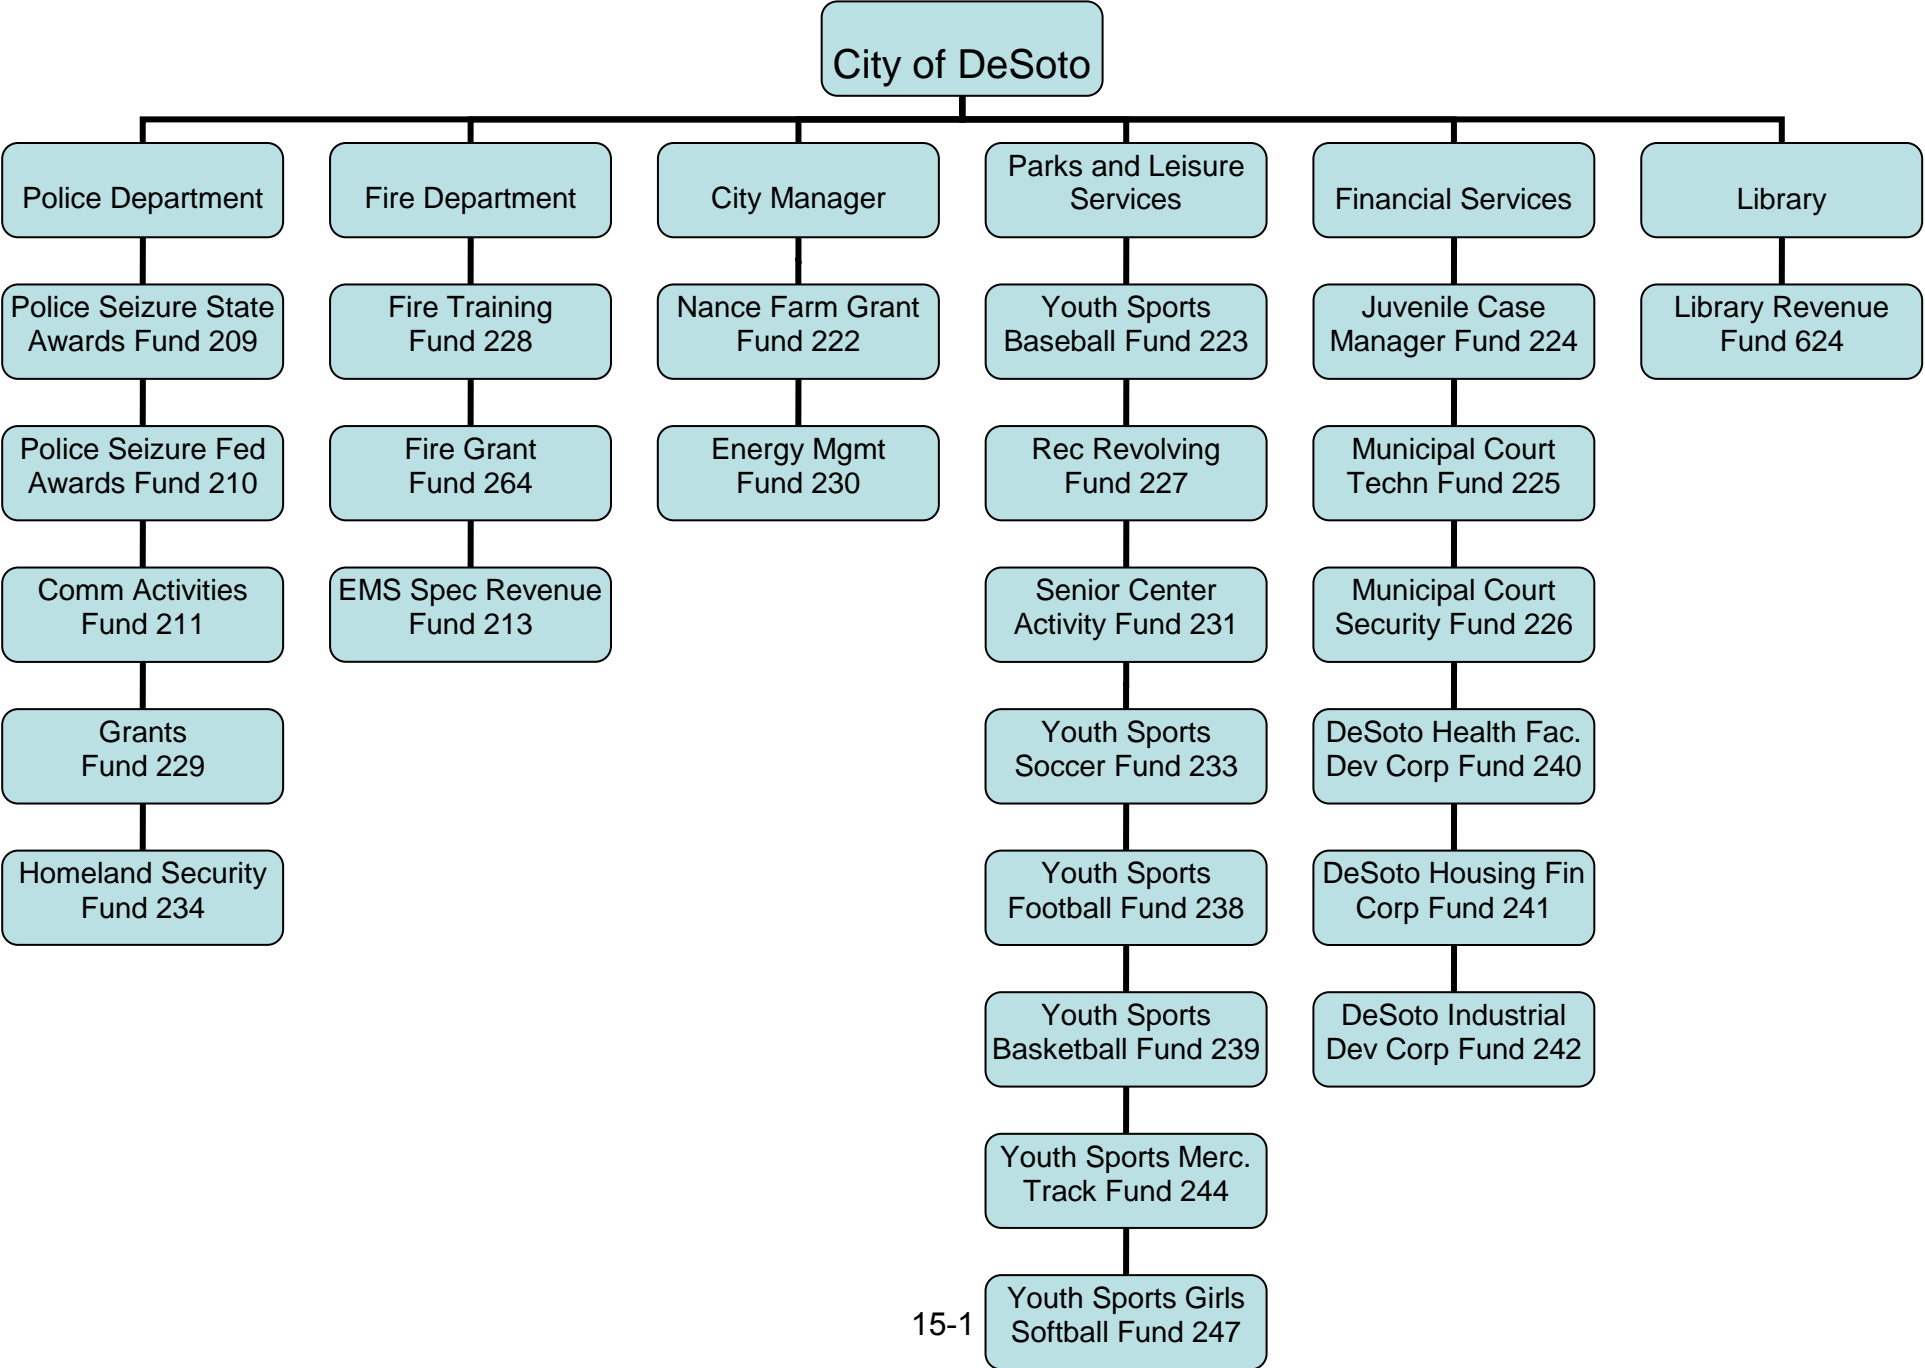 City of DeSoto
Police Department
Police Seizure State
Awards Fund 209
Police Seizure Fed
Awards Fund 210
Comm Activities
Fund 211
Grants
Fund 229
Homeland Security
Fund 234
Fire Department
Fire Training
Fund 228
Fire Grant
Fund 264
EMS Spec Revenue
Fund 213
City Manager
Nance Farm Grant
Fund 222
Energy Mgmt
Fund 230
Parks and Leisure
Services
Youth Sports
Baseball Fund 223
Rec Revolving
Fund 227
Senior Center
Activity Fund 231
Youth Sports
Soccer Fund 233
Youth Sports
Football Fund 238
Youth Sports
Basketball Fund 239
Youth Sports Merc.
Track Fund 244
Youth Sports Girls
Softball Fund 247
Financial Services
Juvenile Case
Manager Fund 224
Municipal Court
Techn Fund 225
Municipal Court
Security Fund 226
DeSoto Health Fac.
Dev Corp Fund 240
DeSoto Housing Fin
Corp Fund 241
DeSoto Industrial
Dev Corp Fund 242
Library
Library Revenue
Fund 624
15-1